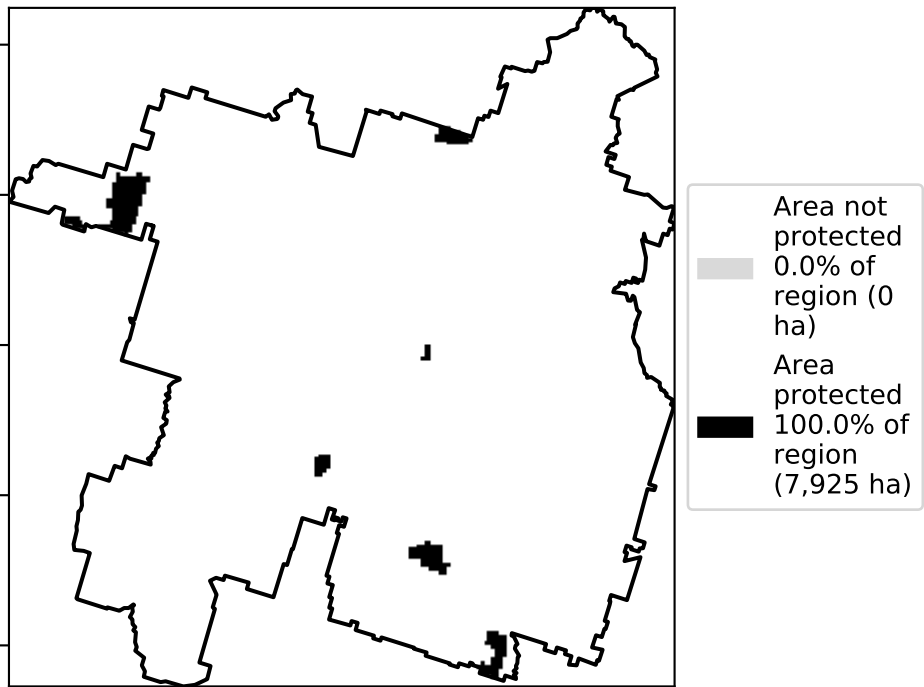 Area not
protected
0.0% of
region (0
ha)
Area
protected
100.0% of
region
(7,925 ha)